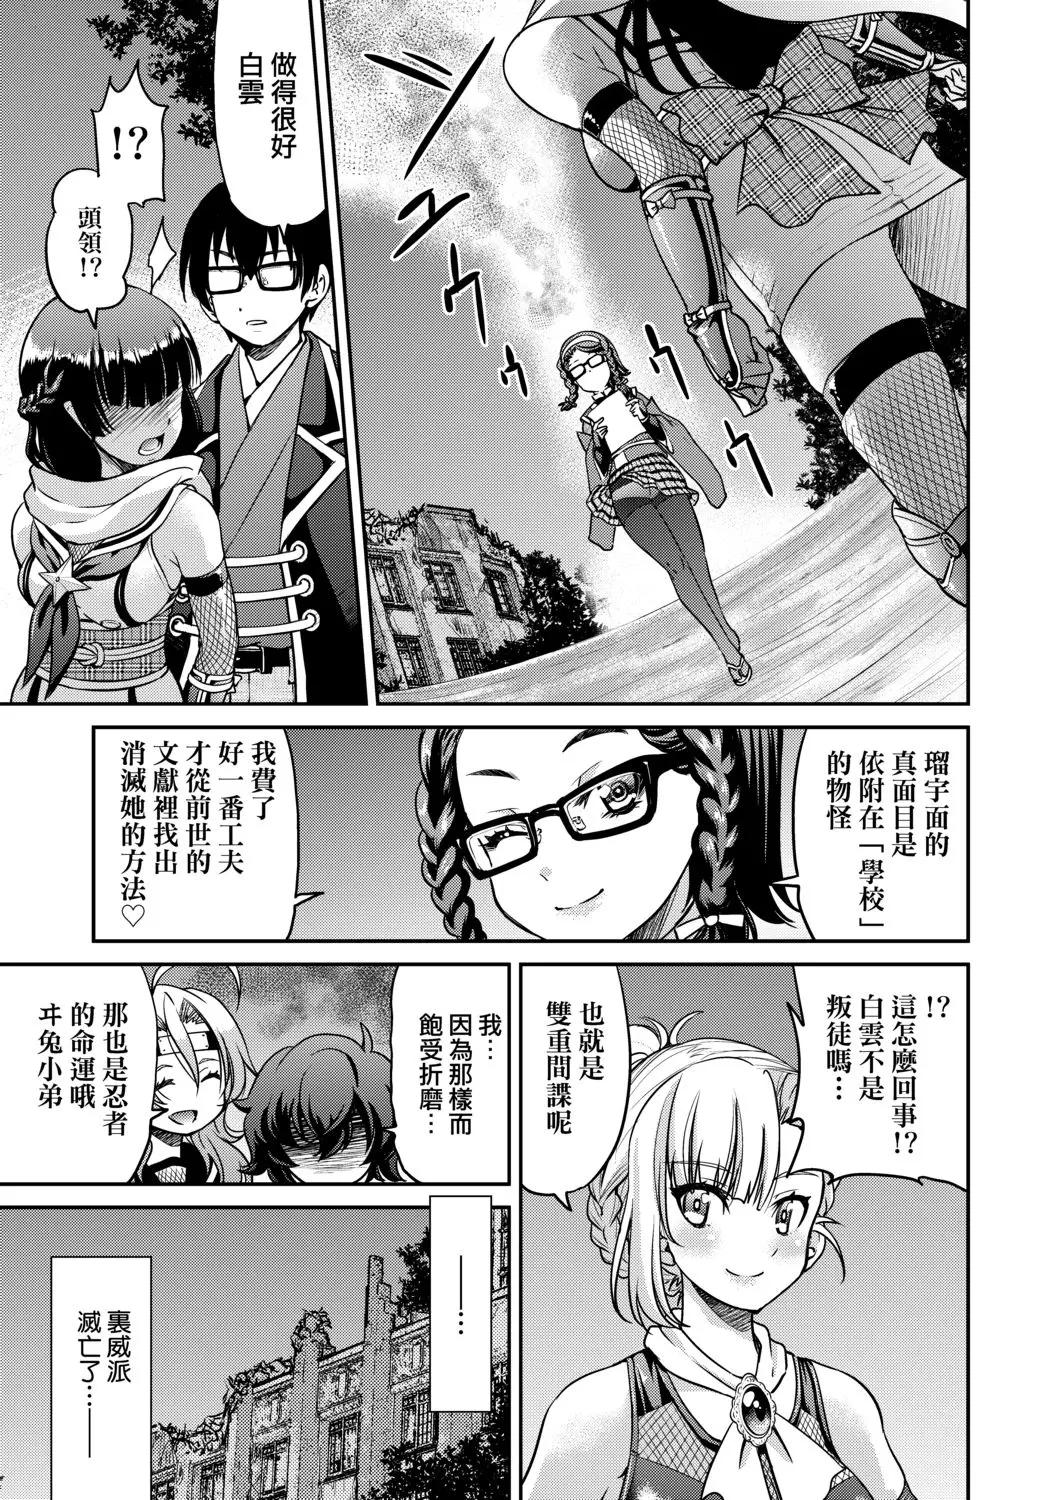 ヒュウウウ
做得很好
白雲
!?
頭領!?
瑠宇面的
真面目是
依附在「學校」
的物怪
我費了
好一番工夫
才從前世的
文獻裡找出
消滅她的方法♡
!?
這怎麼回事!?
白雲不是
叛徒嗎…
也就是
雙重間諜呢
我…
因為那樣而
飽受折磨…
那也是忍者
的命運哦
ヰ兔小弟
——…
裏威派
滅亡了…——